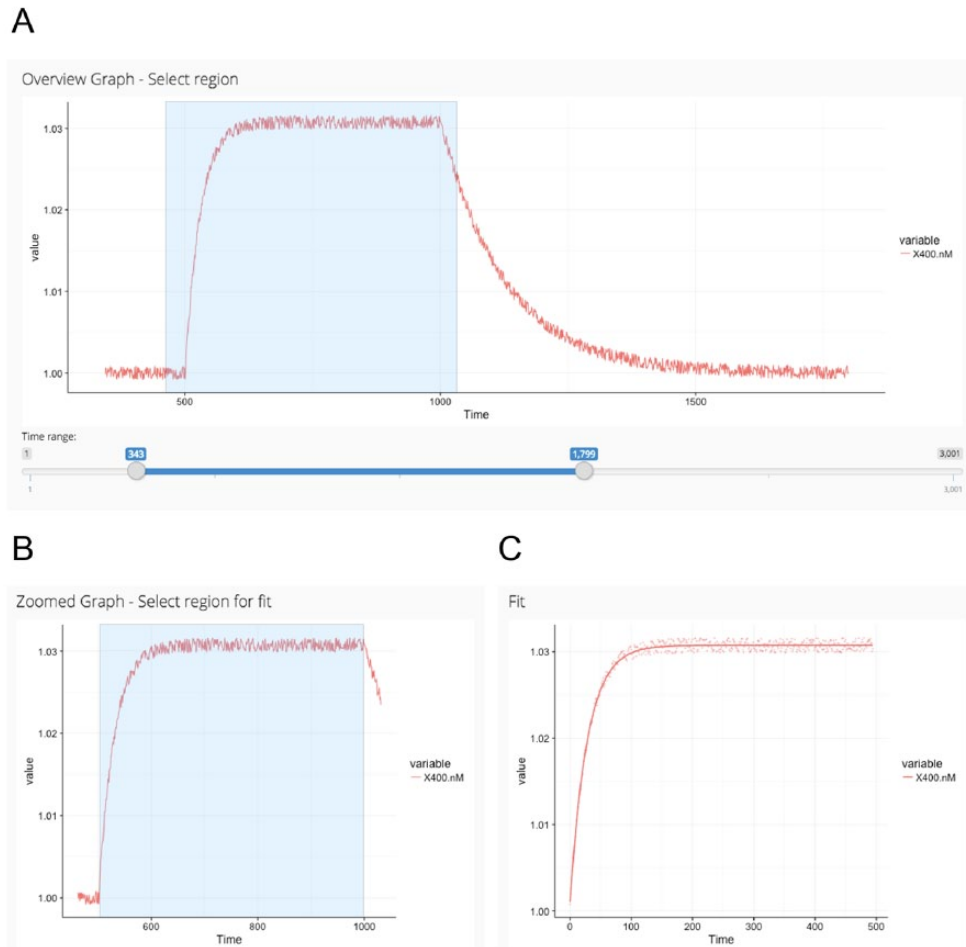 A
Overview Graph - Select region
1.03
1.02
1.01
1.00
value
500
1000
1500
Time
variable
X400.nM
Time range:
1
343
1,799
3,001
1
3,001
B
C
Zoomed Graph - Select region for fit
1.03
1.02
1.01
1.00
value
600
800
1000
Time
variable
X400.nM
Fit
1.03
1.02
1.01
1.00
value
0
100
200
300
400
500
Time
variable
X400.nM